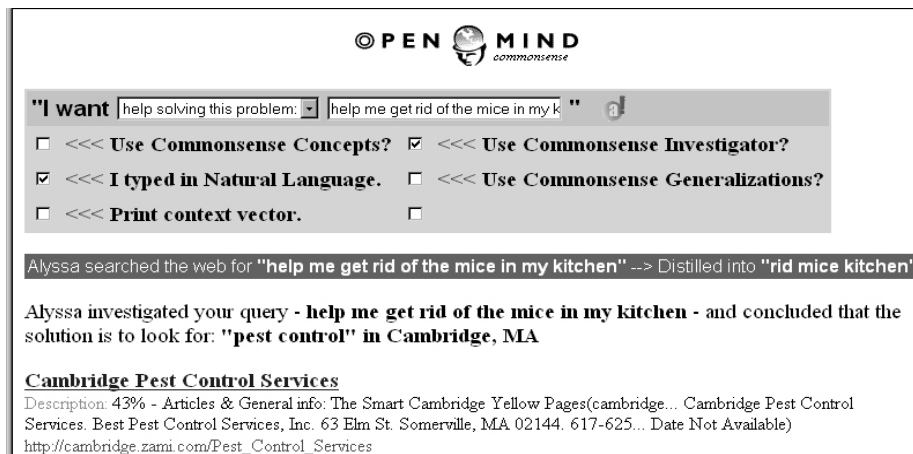 OPEN MIND
commonsense
"I want help solving this problem: help me get rid of the mice in my k " a!
<<< Use Commonsense Concepts? <<< Use Commonsense Investigator?
<<< I typed in Natural Language. <<< Use Commonsense Generalizations?
<<< Print context vector.
Alyssa searched the web for "help me get rid of the mice in my kitchen" --> Distilled into "rid mice kitchen"
Alyssa investigated your query - help me get rid of the mice in my kitchen - and concluded that the
solution is to look for: "pest control" in Cambridge, MA
Cambridge Pest Control Services
Description: 43% - Articles & General info: The Smart Cambridge Yellow Pages(cambridge... Cambridge Pest Control
Services. Best Pest Control Services, Inc. 63 Elm St. Somerville, MA 02144. 617-625... Date Not Available)
http://cambridge.zami.com/Pest_Control_Services